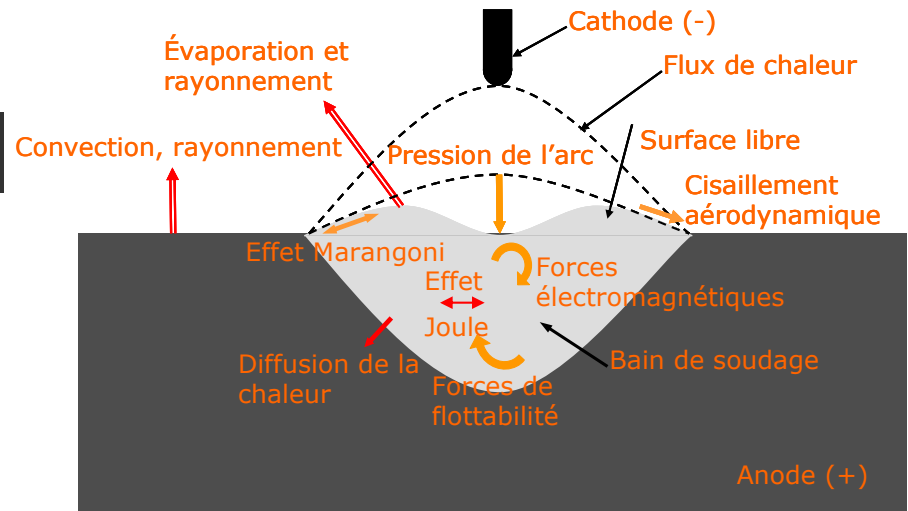 Cathode (-)
Évaporation et
rayonnement
Flux de chaleur
Convection, rayonnement
Pression de l’arc
Surface libre
Cisaillement
aérodynamique
Effet Marangoni
Effet
Joule
Forces
électromagnétiques
Diffusion de la
chaleur
Forces de
flottabilité
Bain de soudage
Anode (+)